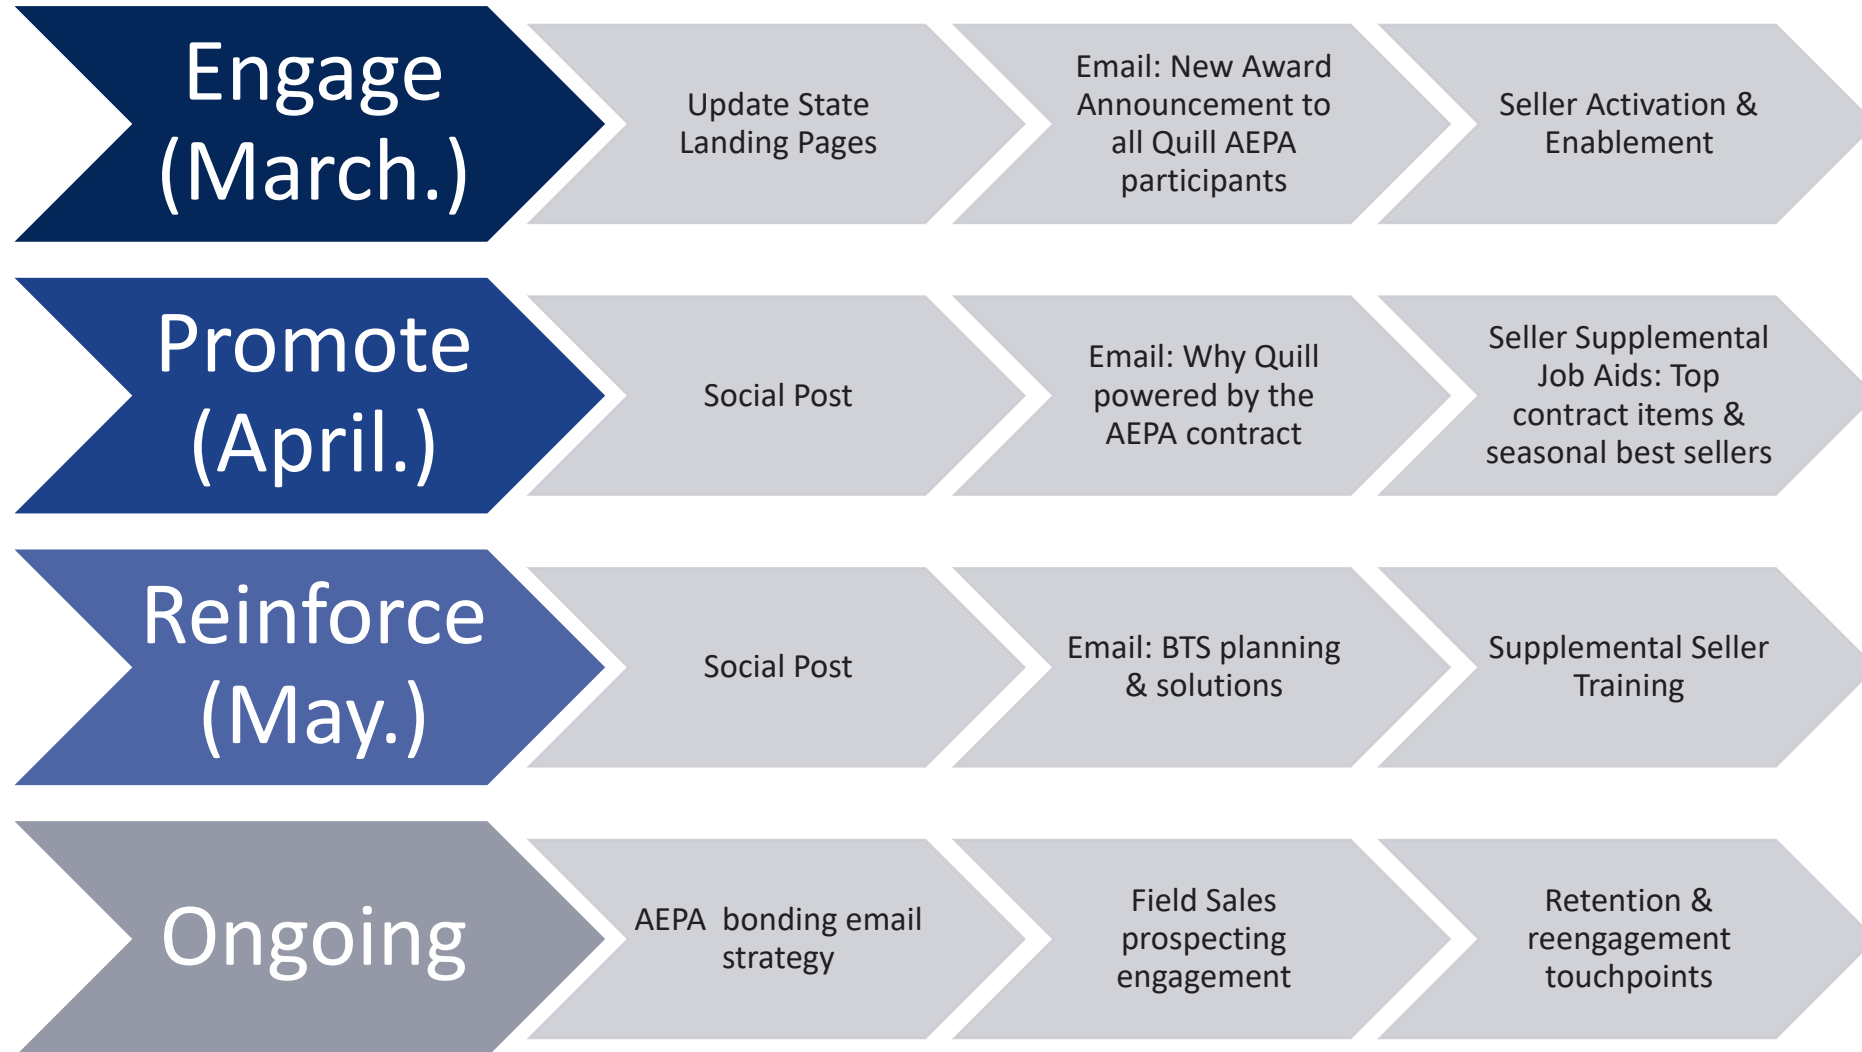 Engage
(March.)
Update State
Landing Pages
Email: New Award
Announcement to
all Quill AEPA
participants
Seller Activation &
Enablement
Promote
(April.)
Social Post
Email: Why Quill
powered by the
AEPA contract
Seller Supplemental
Job Aids: Top
contract items &
seasonal best sellers
Reinforce
(May.)
Social Post
Email: BTS planning
& solutions
Supplemental Seller
Training
Ongoing
AEPA  bonding email
strategy
Field Sales
prospecting
engagement
Retention &
reengagement
touchpoints